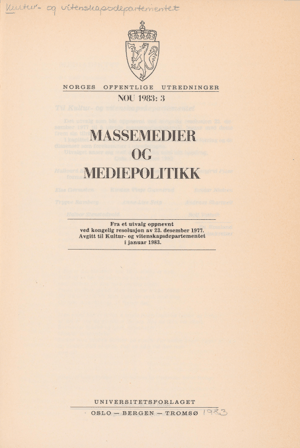 Kultur- og vitenskapsdepartementet
NORGES OFFENTLIGE UTREDNINGER
NOU 1983: 3
MASSEMEDIER
OG
MEDIEPOLITIKK
Fra et utvalg oppnevnt
ved kongelig resolusjon av 22. desember 1977.
Avgitt til Kultur- og vitenskapsdepartementet
i januar 1983.
UNIVERSITETSFORLAGET
OSLO — BERGEN — TROMSØ 1983